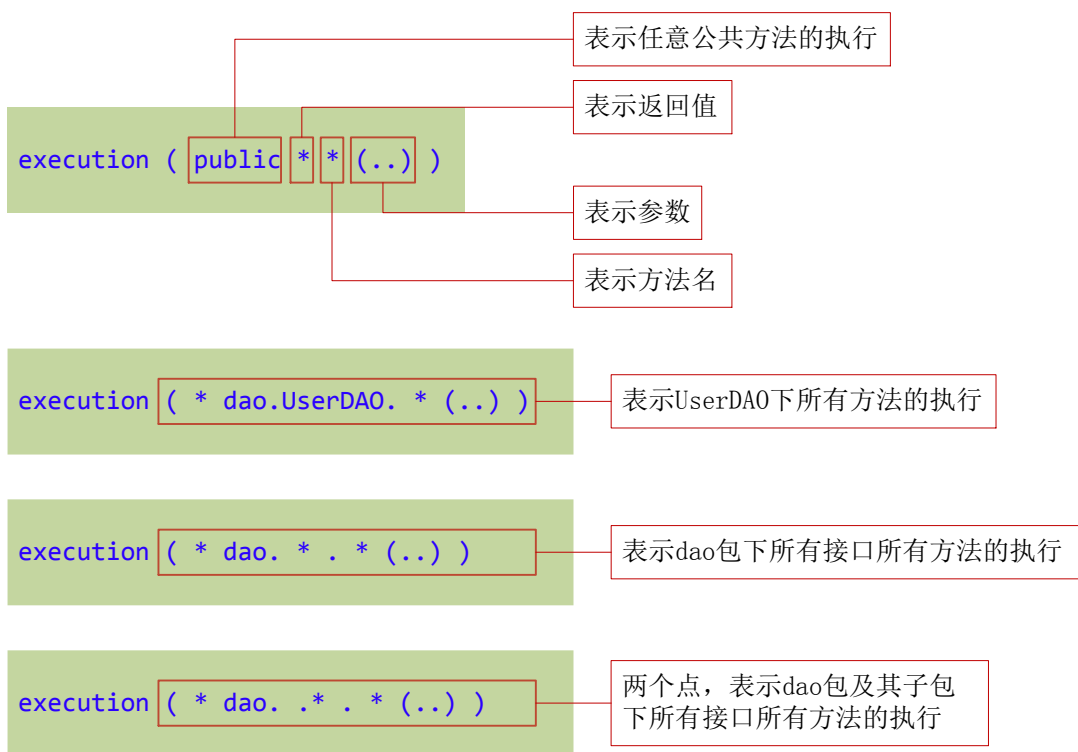 表示任意公共方法的执行
表示返回值
execution ( public * * (..) )
表示参数
表示方法名
execution ( * dao.UserDAO. * (..) )
表示UserDAO下所有方法的执行
execution ( * dao. * . * (..) )
表示dao包下所有接口所有方法的执行
execution ( * dao. .* . * (..) )
两个点，表示dao包及其子包
下所有接口所有方法的执行